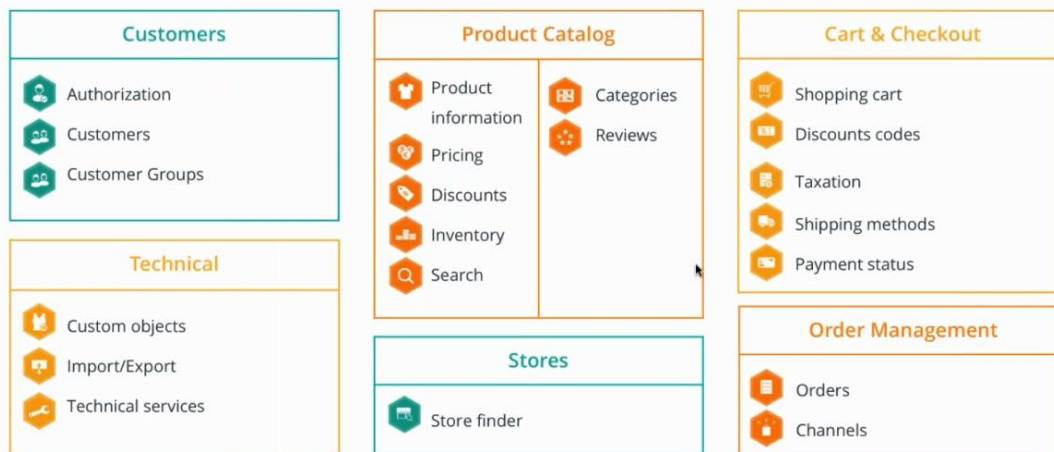 Customers
Authorization
Customers
Customer Groups
Technical
Custom objects
Import/Export
Technical services
Product Catalog
Product
information
Pricing
Discounts
Inventory
Search
Categories
Reviews
Stores
Store finder
Cart & Checkout
Shopping cart
Discounts codes
Taxation
Shipping methods
Payment status
Order Management
Orders
Channels